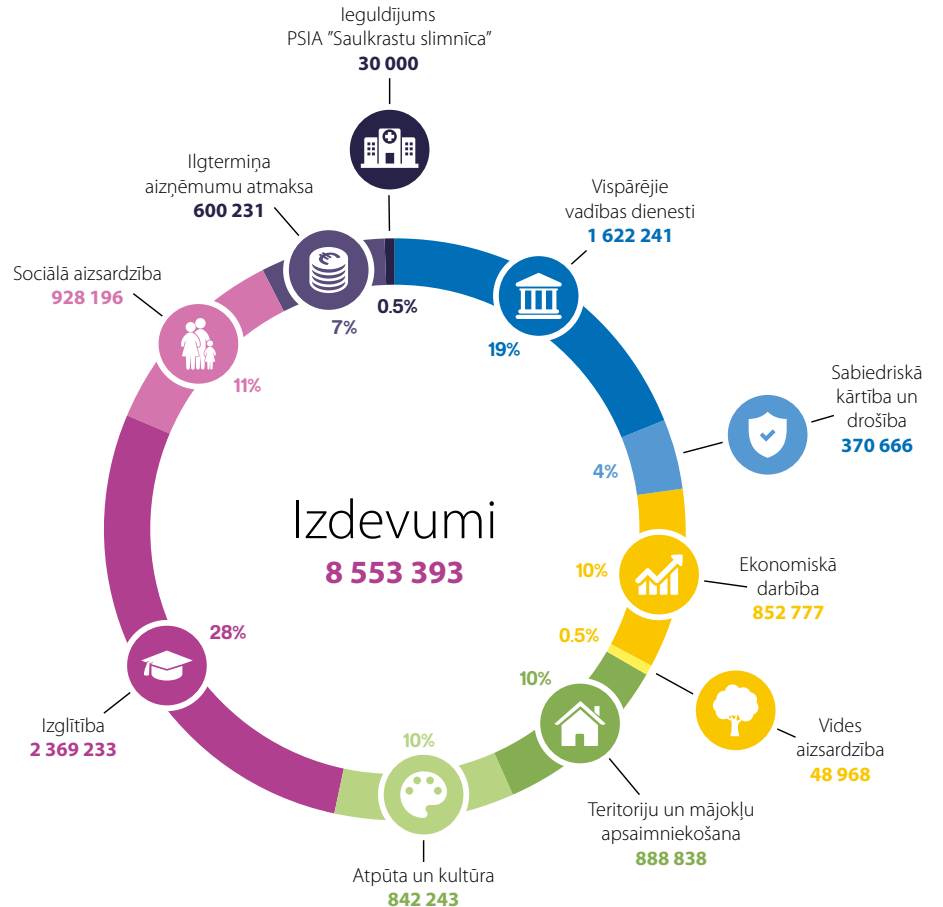 Ieguldījums
PSIA "Saulkrastu slimnīca"
30 000
Ilgtermiņa
aizņēmumu atmaksa
600 231
Vispārējie
vadības dienesti
1 622 241
Sociālā aizsardzība
928 196
0.5%
7%
19%
11%
Sabiedriskā
kārtība un
drošība
370 666
4%
Izdevumi
8 553 393
10%
Ekonomiskā
darbība
852 777
0.5%
28%
10%
Izglītība
2 369 233
10%
Vides
aizsardzība
48 968
Teritoriju un mājokļu
apsaimniekošana
888 838
Atpūta un kultūra
842 243